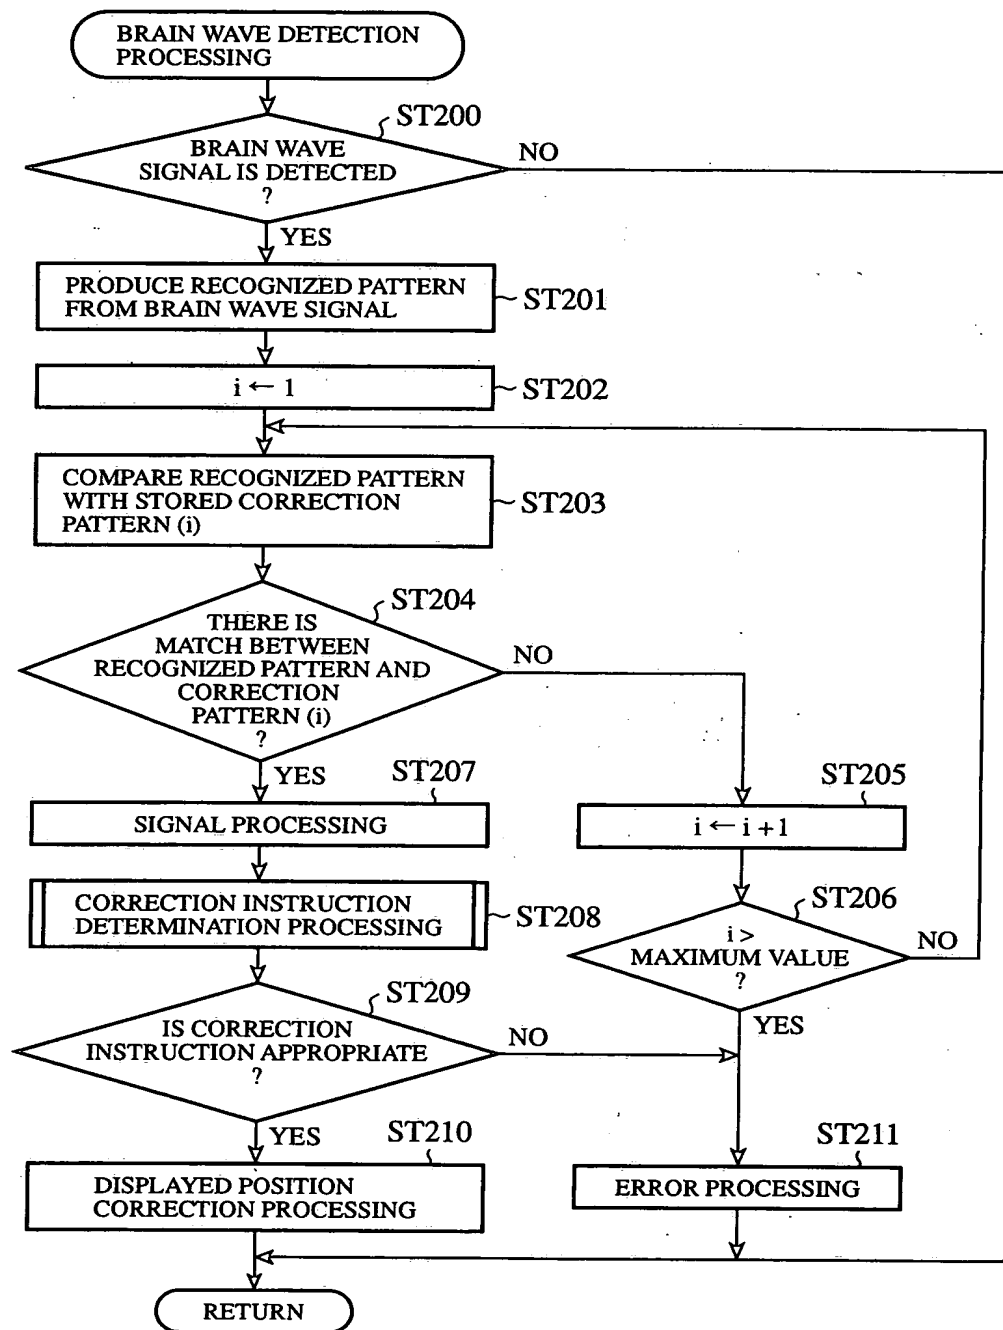 BRAIN WAVE DETECTION
PROCESSING
ST200
BRAIN WAVE
SIGNAL IS DETECTED
?
NO
YES
PRODUCE RECOGNIZED PATTERN
FROM BRAIN WAVE SIGNAL
ST201
i ← 1
ST202
COMPARE RECOGNIZED PATTERN
WITH STORED CORRECTION
PATTERN (i)
ST203
ST204
THERE IS
MATCH BETWEEN
RECOGNIZED PATTERN AND
CORRECTION
PATTERN (i)
?
NO
YES
ST207
SIGNAL PROCESSING
ST205
i ← i + 1
CORRECTION INSTRUCTION
DETERMINATION PROCESSING
ST208
ST206
i >
MAXIMUM VALUE
?
NO
YES
ST209
IS CORRECTION
INSTRUCTION APPROPRIATE
?
NO
YES
ST210
DISPLAYED POSITION
CORRECTION PROCESSING
ST211
ERROR PROCESSING
RETURN